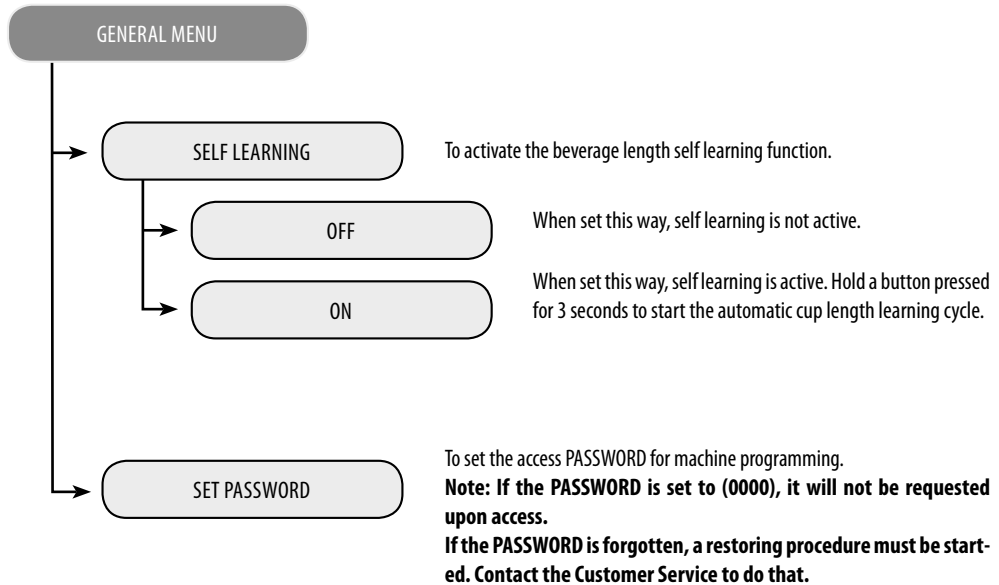 GENERAL MENU
SELF LEARNING
To activate the beverage length self learning function.
OFF
When set this way, self learning is not active.
ON
When set this way, self learning is active. Hold a button pressed
for 3 seconds to start the automatic cup length learning cycle.
SET PASSWORD
To set the access PASSWORD for machine programming.
Note: If the PASSWORD is set to (0000), it will not be requested
upon access.
If the PASSWORD is forgotten, a restoring procedure must be start-
ed. Contact the Customer Service to do that.